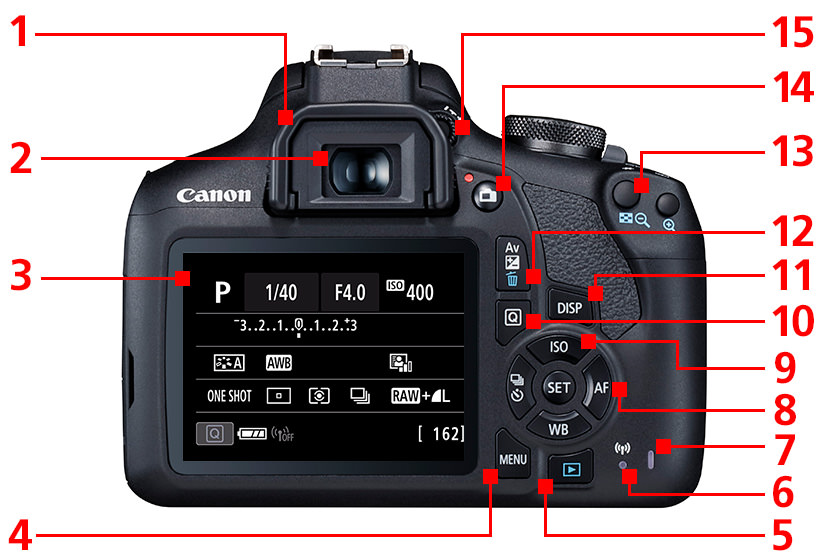 1
15
14
2
13
Canon
12
Av
3
P 1/40 F4.0 ISO 400
11
DISP
Q
10
-3..2..1..0..1..2..+3
ISO
9
A AWB
SET AF
8
ONE SHOT RAW+L
WB
7
Q OFF [ 162]
MENU
6
4
5